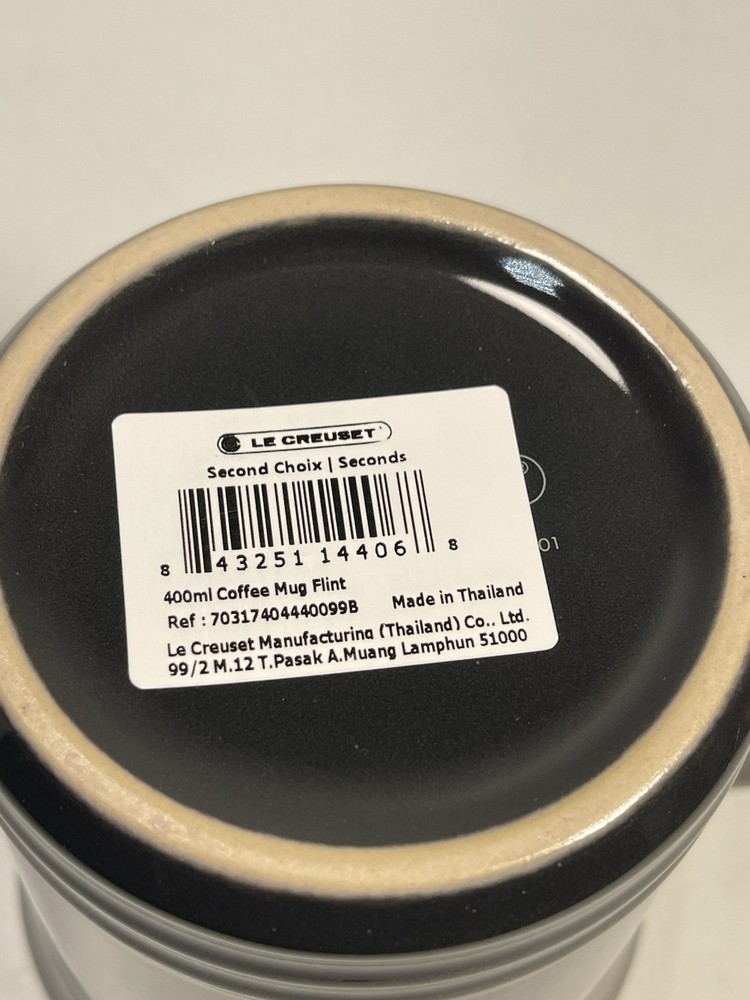 LE CREUSET
Second Choix | Seconds
8 43251 14406 8
400ml Coffee Mug Flint
Ref : 70317404440099B Made in Thailand
Le Creuset Manufacturing (Thailand) Co., Ltd.
99/2 M.12 T.Pasak A.Muang Lamphun 51000
01